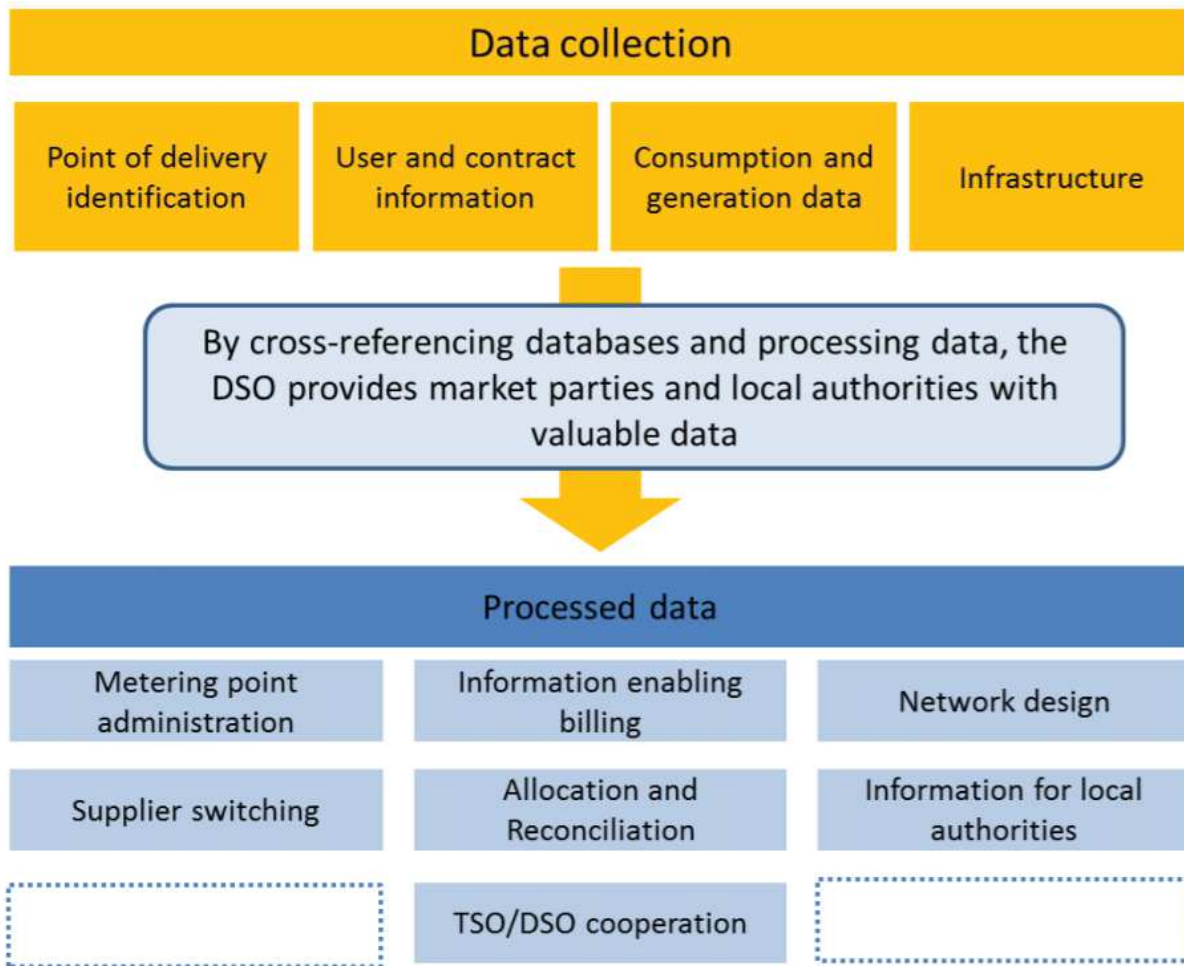 Data collection
Point of delivery
identification
User and contract
information
Consumption and
generation data
Infrastructure
By cross-referencing databases and processing data, the
DSO provides market parties and local authorities with
valuable data
Processed data
Metering point
administration
Information enabling
billing
Network design
Supplier switching
Allocation and
Reconciliation
Information for local
authorities
TSO/DSO cooperation